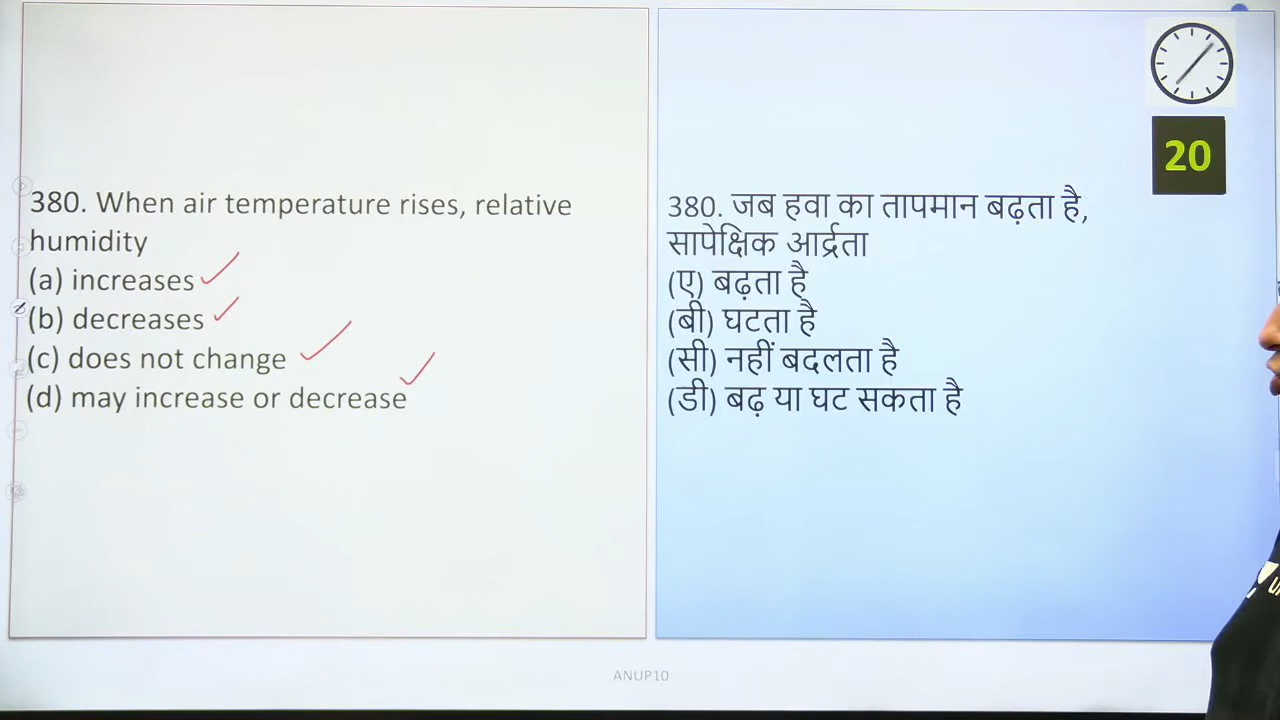 380. When air temperature rises, relative
humidity
(a) increases
(b) decreases
(c) does not change
(d) may increase or decrease
20
380. जब हवा का तापमान बढ़ता है,
सापेक्षिक आर्द्रता
(ए) बढ़ता है
(बी) घटता है
(सी) नहीं बदलता है
(डी) बढ़ या घट सकता है
ANUP10